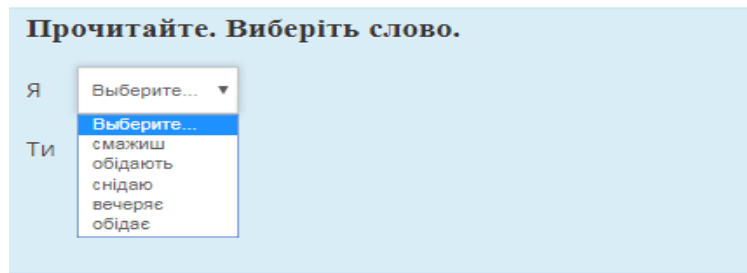 Прочитайте. Виберіть слово.
Я Выберите...
Выберите...
Ти смажиш
обідають
снідаю
вечеряє
обідає